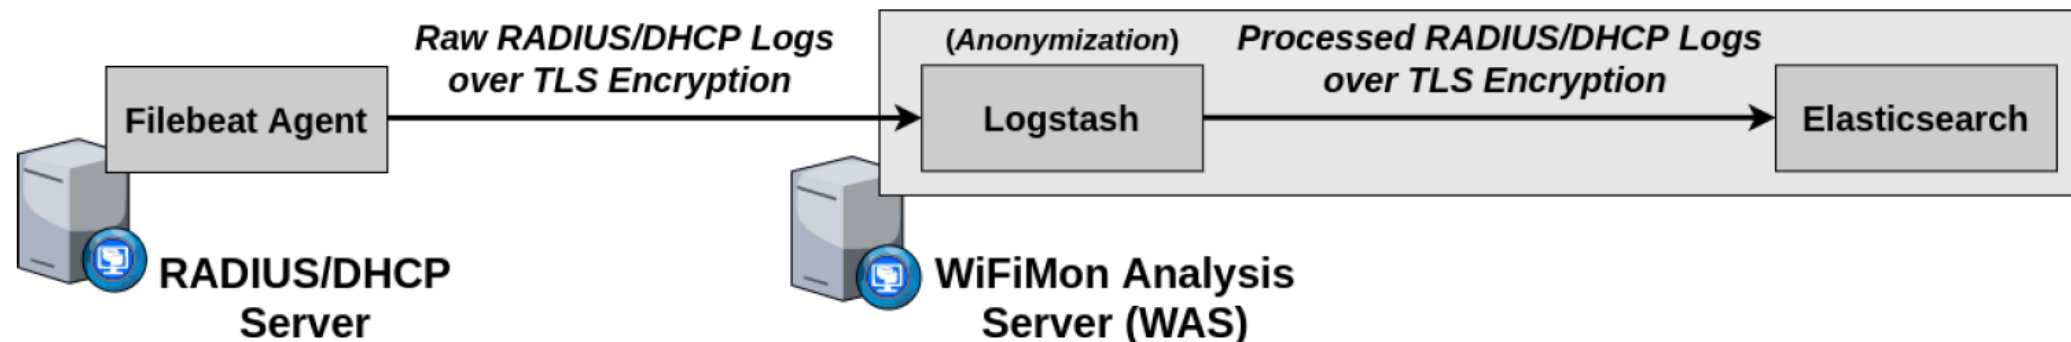 Raw RADIUS/DHCP Logs
over TLS Encryption
(Anonymization)
Processed RADIUS/DHCP Logs
over TLS Encryption
Filebeat Agent
Logstash
Elasticsearch
RADIUS/DHCP
Server
WiFiMon Analysis
Server (WAS)